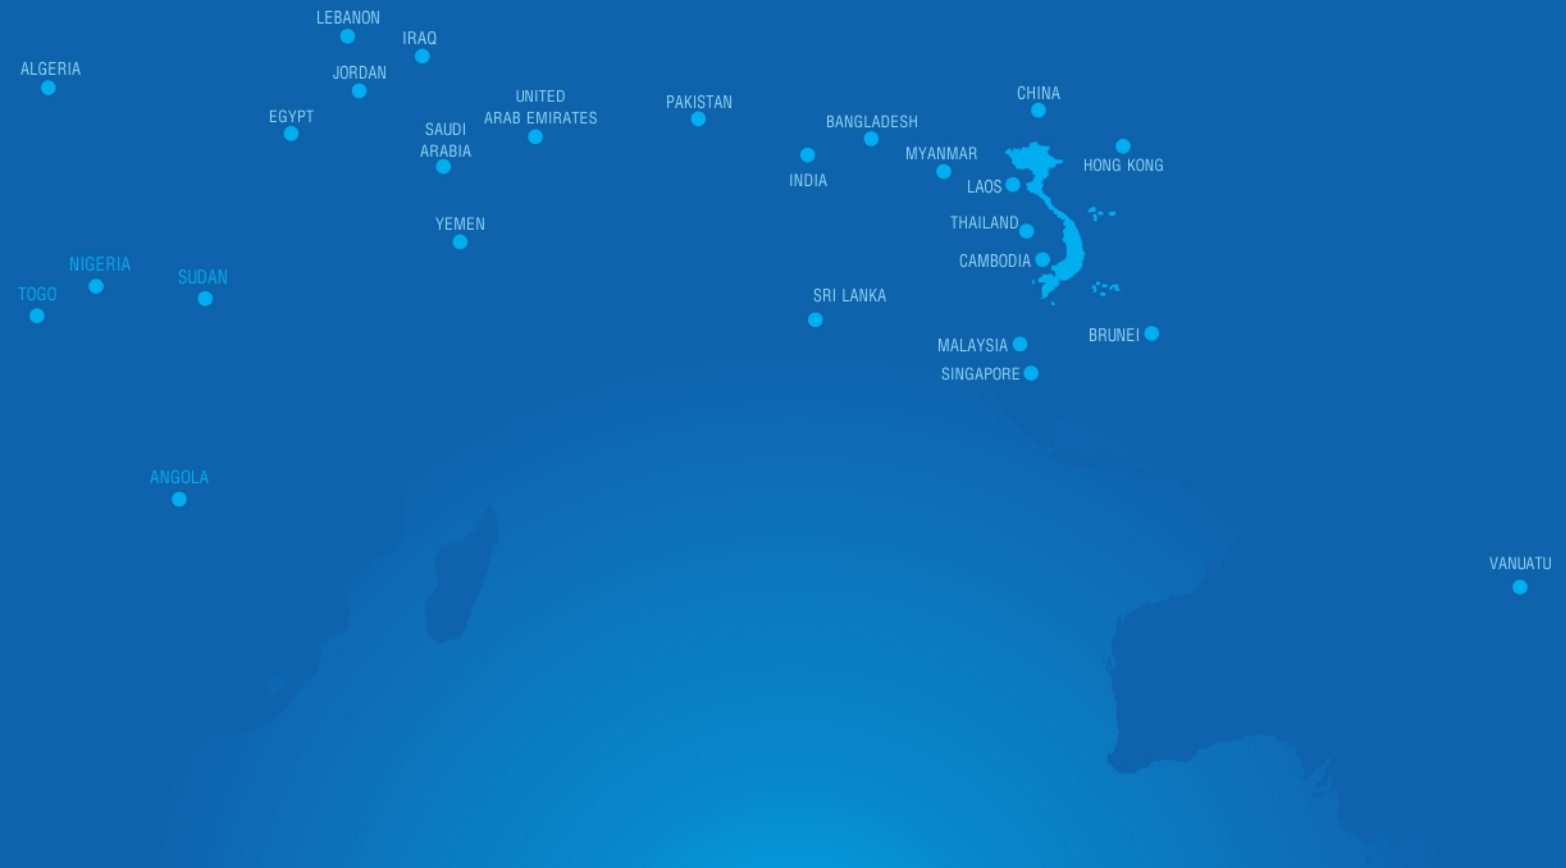 LEBANON
IRAQ
ALGERIA
JORDAN
EGYPT
UNITED
ARAB EMIRATES
SAUDI
ARABIA
PAKISTAN
BANGLADESH
CHINA
MYANMAR
HONG KONG
INDIA
LAOS
YEMEN
THAILAND
CAMBODIA
NIGERIA
SUDAN
TOGO
SRI LANKA
BRUNEI
MALAYSIA
SINGAPORE
ANGOLA
VANUATU